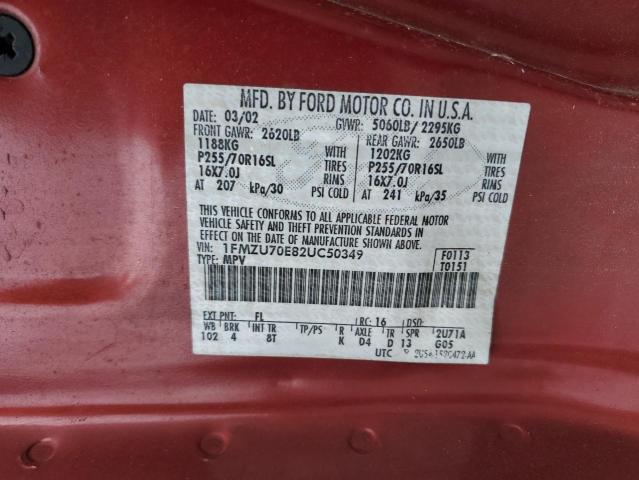 MFD. BY FORD MOTOR CO. IN U.S.A.
DATE: 03/02 GVWR: 5060LB/ 2295KG
FRONT GAWR: 2620LB REAR GAWR: 2650LB
1188KG WITH 1202KG WITH
P255/70R16SL TIRES P255/70R16SL TIRES
16X7.0J RIMS 16X7.0J RIMS
AT 207 kPa/30 PSI COLD AT 241 kPa/35 PSI COLD
THIS VEHICLE CONFORMS TO ALL APPLICABLE FEDERAL MOTOR
VEHICLE SAFETY AND THEFT PREVENTION STANDARDS
IN EFFECT ON THE DATE OF MANUFACTURE SHOWN ABOVE.
VIN: 1FMZU70E82UC50349 F0113
TYPE: MPV T0151
EXT PNT: FL RC: 16 DSO:
WB BRK INT TR TP/PS R AXLE TR SPR 2U71A
102 4 8T K D4 D 13 G05
UTC